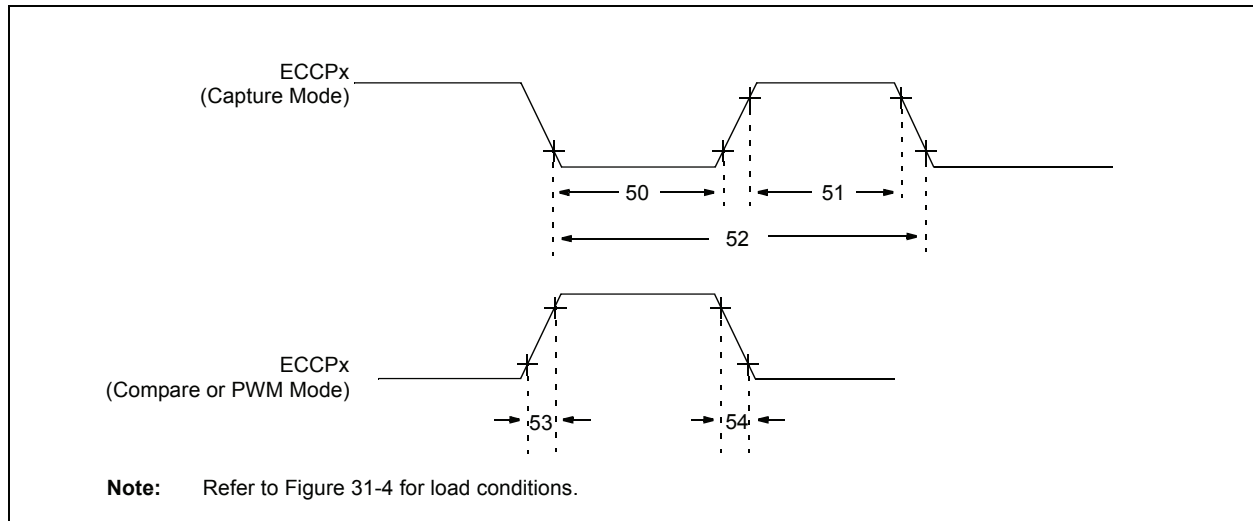 ECCPx
(Capture Mode)
50
51
52
ECCPx
(Compare or PWM Mode)
53
54
Note: Refer to Figure 31-4 for load conditions.